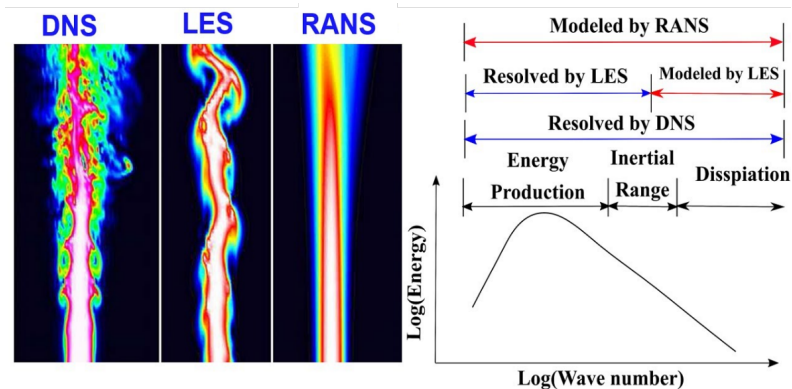 DNS
LES
RANS
Modeled by RANS
Resolved by LES
Modeled by LES
Resolved by DNS
Energy
Production
Inertial
Range
Disspiation
Log(Energy)
Log(Wave number)